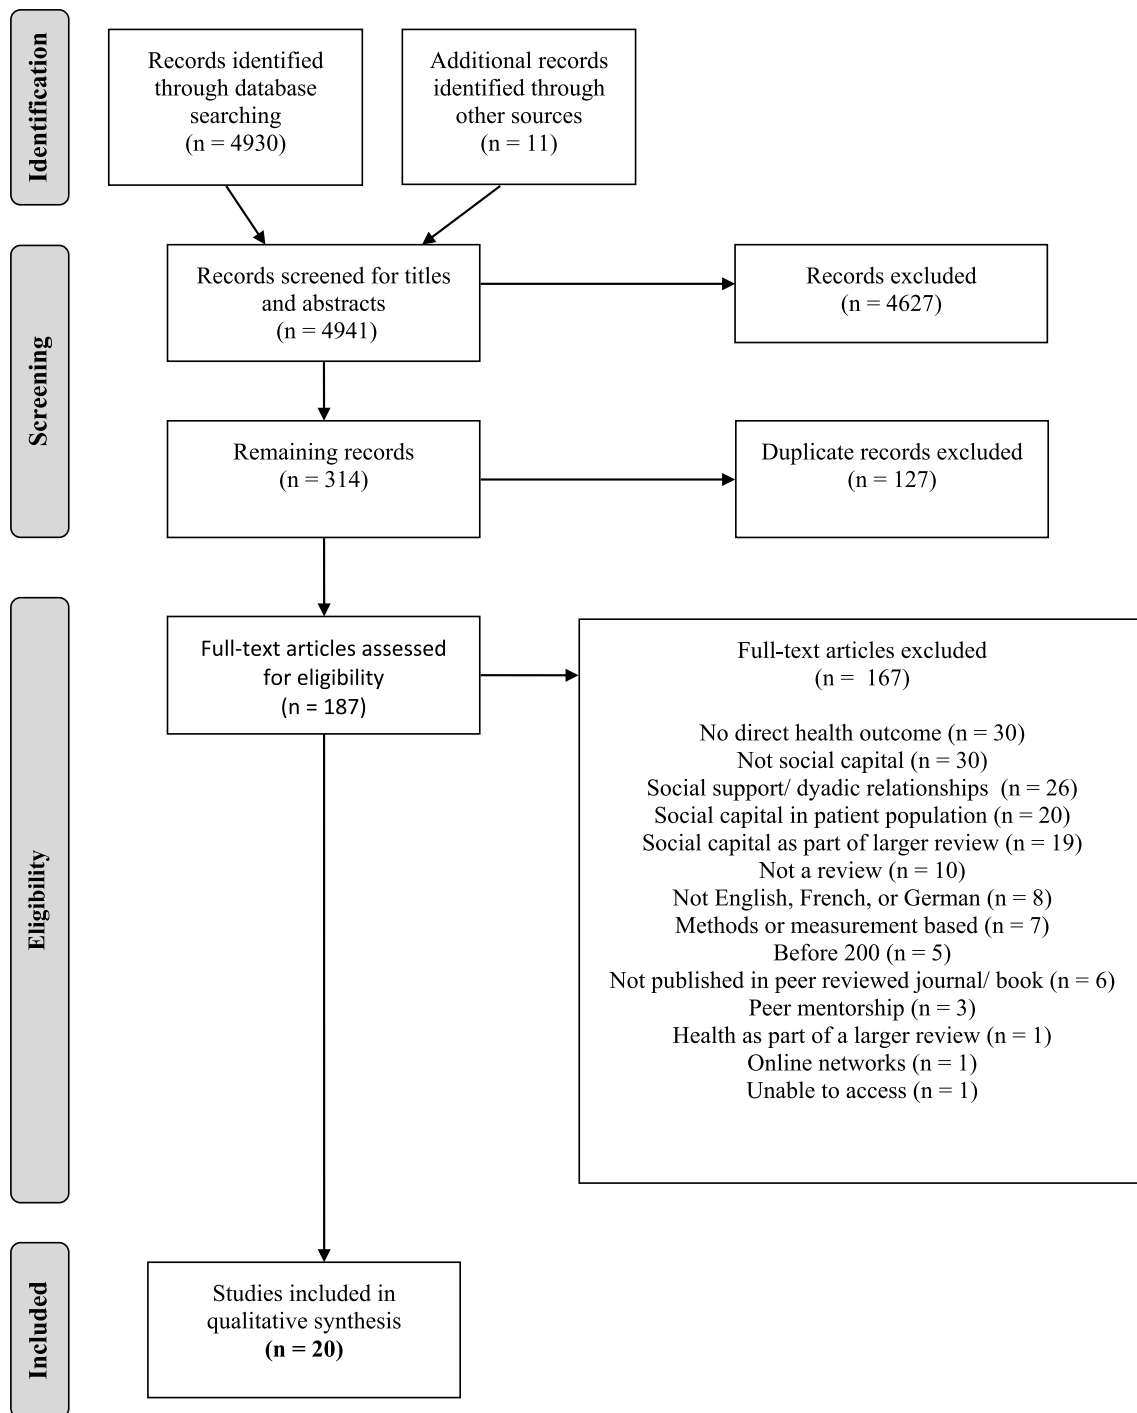 Identification
Records identified
through database
searching
(n = 4930)
Additional records
identified through
other sources
(n = 11)
Screening
Records screened for titles
and abstracts
(n = 4941)
Records excluded
(n = 4627)
Remaining records
(n = 314)
Duplicate records excluded
(n = 127)
Eligibility
Full-text articles assessed
for eligibility
(n = 187)
Full-text articles excluded
(n = 167)
No direct health outcome (n = 30)
Not social capital (n = 30)
Social support/ dyadic relationships (n = 26)
Social capital in patient population (n = 20)
Social capital as part of larger review (n = 19)
Not a review (n = 10)
Not English, French, or German (n = 8)
Methods or measurement based (n = 7)
Before 200 (n = 5)
Not published in peer reviewed journal/ book (n = 6)
Peer mentorship (n = 3)
Health as part of a larger review (n = 1)
Online networks (n = 1)
Unable to access (n = 1)
Included
Studies included in
qualitative synthesis
(n = 20)